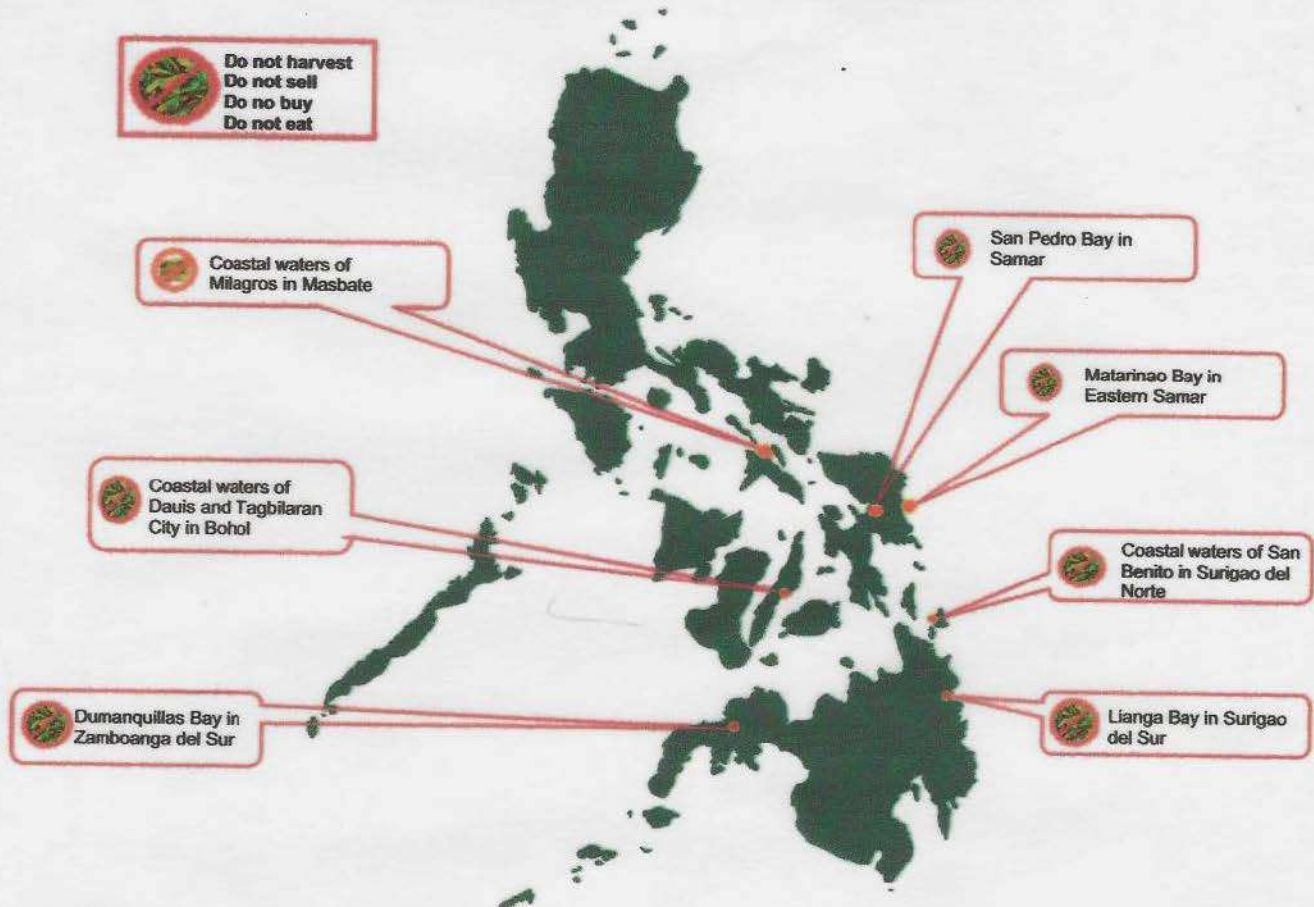 Do not harvest
Do not sell
Do no buy
Do not eat
San Pedro Bay in
Samar
Coastal waters of
Milagros in Masbate
Matarinao Bay in
Eastern Samar
Coastal waters of
Dauis and Tagbilaran
City in Bohol
Coastal waters of San
Benito in Surigao del
Norte
Dumanquillas Bay in
Zamboanga del Sur
Lianga Bay in Surigao
del Sur